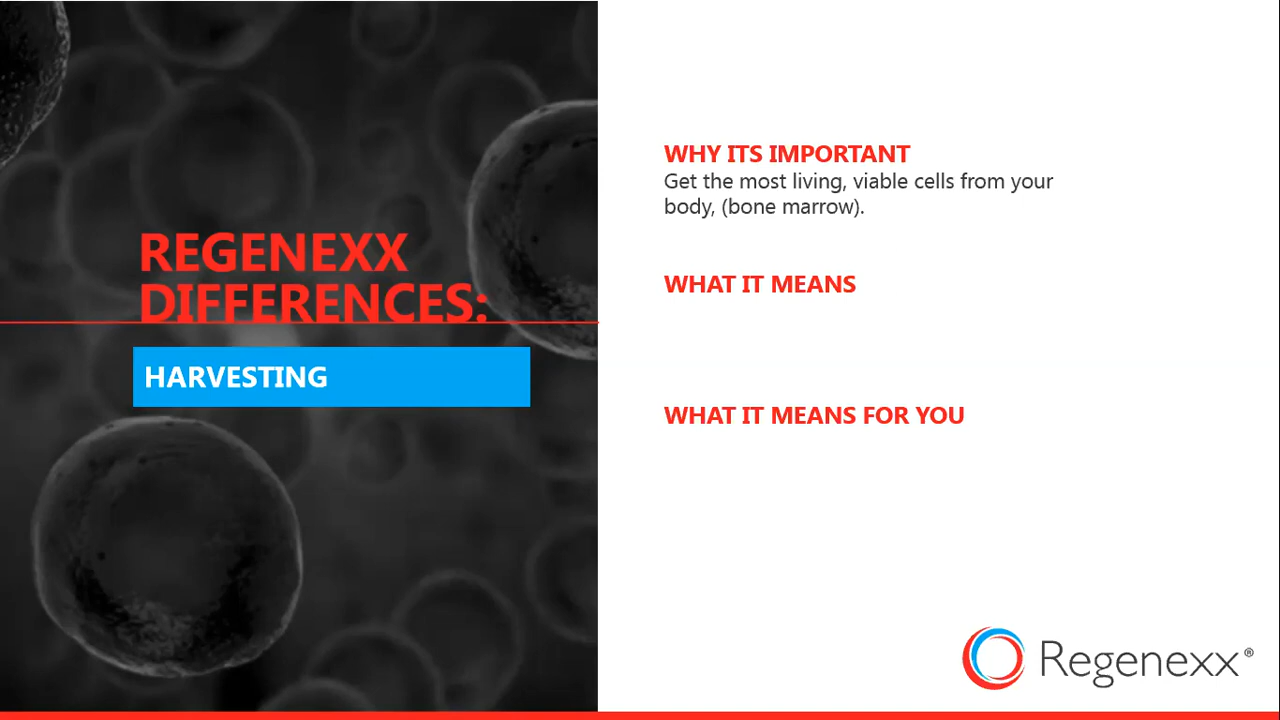 REGENEXX
DIFFERENCES:
HARVESTING
WHY ITS IMPORTANT
Get the most living, viable cells from your
body, (bone marrow).
WHAT IT MEANS
WHAT IT MEANS FOR YOU
Regenexx®